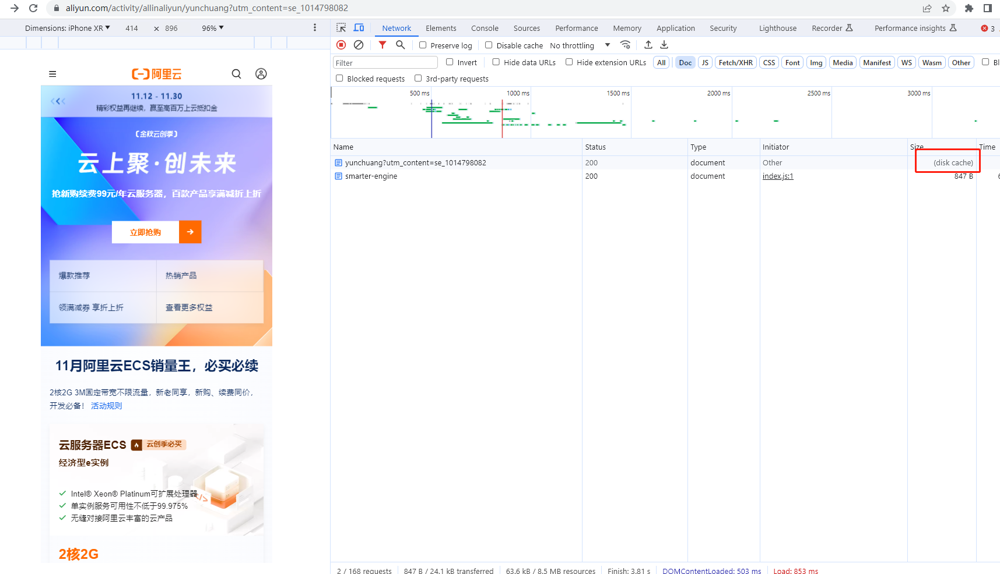 aliyun.com/activity/allinaliyun/yunchuang?utm_content=se_1014798082
Dimensions: iPhone XR ▼ 414 × 896 96% ▼
Network Elements Console Sources Performance Memory Application Security Lighthouse Recorder Performance insights 3
Preserve log Disable cache No throttling ▼
Filter Invert Hide data URLs Hide extension URLs All Doc JS Fetch/XHR CSS Font Img Media Manifest WS Wasm Other Bl
Blocked requests 3rd-party requests
500 ms 1000 ms 1500 ms 2000 ms 2500 ms 3000 ms
Name Status Type Initiator Size Time
yunchuang?utm_content=se_1014798082 200 document Other (disk cache)
smarter-engine 200 document index.js:1 847 B 6
2 / 168 requests 847 B / 24.1 kB transferred 63.6 kB / 8.5 MB resources Finish: 3.81 s DOMContentLoaded: 503 ms Load: 853 ms
阿里云
11.12 - 11.30
精彩权益再继续，赢至高百万上云抵扣金
〔金秋云创季〕
云上聚·创未来
抢新购续费99元/年云服务器，百款产品享满减折上折
立即抢购 →
爆款推荐 热销产品
领满减券 享折上折 查看更多权益
11月阿里云ECS销量王，必买必续
2核2G 3M固定带宽不限流量，新老同享，新购、续费同价，
开发必备！ 活动规则
云服务器ECS 云创季必买
经济型e实例
Intel® Xeon® Platinum可扩展处理器
单实例服务可用性不低于99.975%
无缝对接阿里云丰富的云产品
2核2G